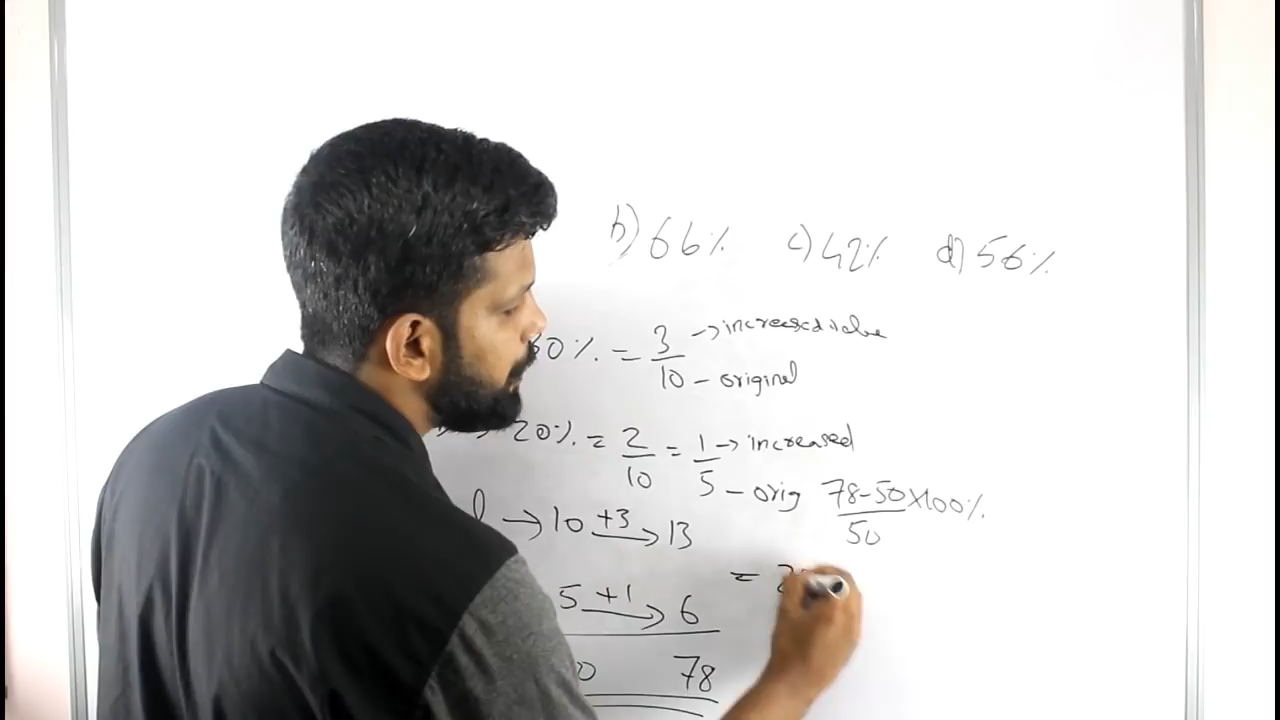 b) 66% c) 42% d) 56%
30% = 3/10 → increased value
- original
20% = 2/10 = 1/5 → increased
- orig
78-50/50 × 100%
→ 10 +3→ 13
=
5 +1→ 6
0 78